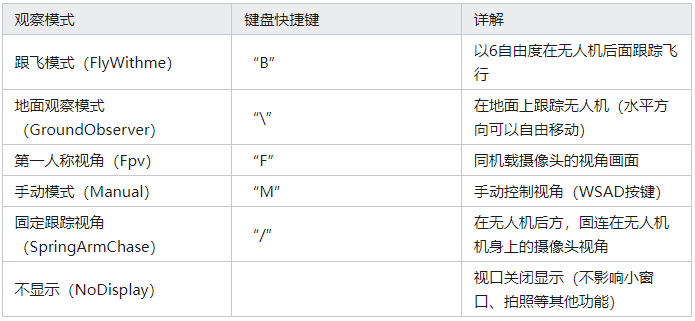 观察模式 键盘快捷键 详解
跟飞模式（FlyWithme） “B” 以6自由度在无人机后面跟踪飞
行
地面观察模式
（GroundObserver） “\” 在地面上跟踪无人机（水平方
向可以自由移动）
第一人称视角（Fpv） “F” 同机载摄像头的视角画面
手动模式（Manual） “M” 手动控制视角（WSAD按键）
固定跟踪视角
（SpringArmChase） “/” 在无人机后方，固连在无人机
机身上的摄像头视角
不显示（NoDisplay） 视口关闭显示（不影响小窗
口、拍照等其他功能）